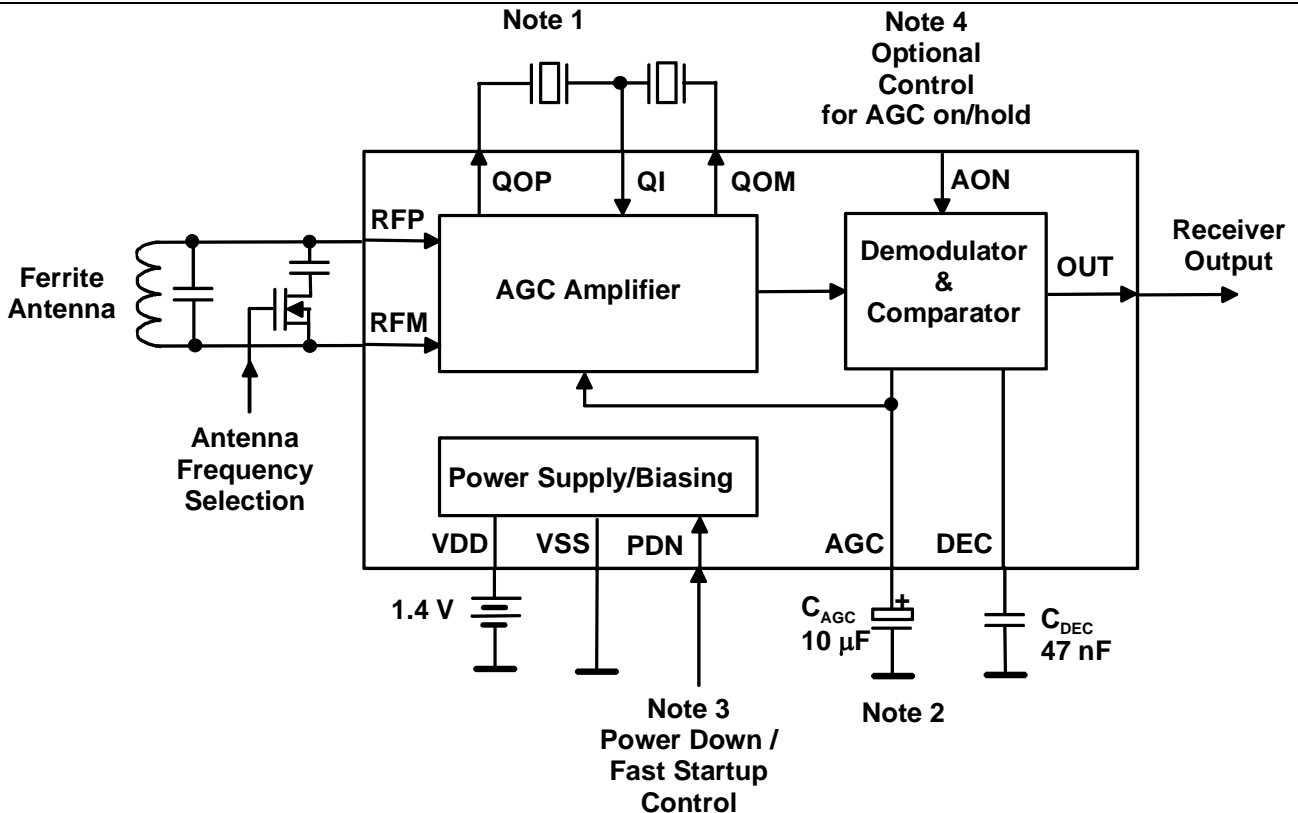 Note 1
Note 4
Optional
Control
for AGC on/hold
QOP
QI
QOM
AON
RFP
RFM
Ferrite
Antenna
AGC Amplifier
Demodulator
&
Comparator
OUT
Receiver
Output
Antenna
Frequency
Selection
Power Supply/Biasing
VDD
VSS
PDN
AGC
DEC
1.4 V
+
C_AGC
10 μF
C_DEC
47 nF
Note 3
Power Down /
Fast Startup
Control
Note 2